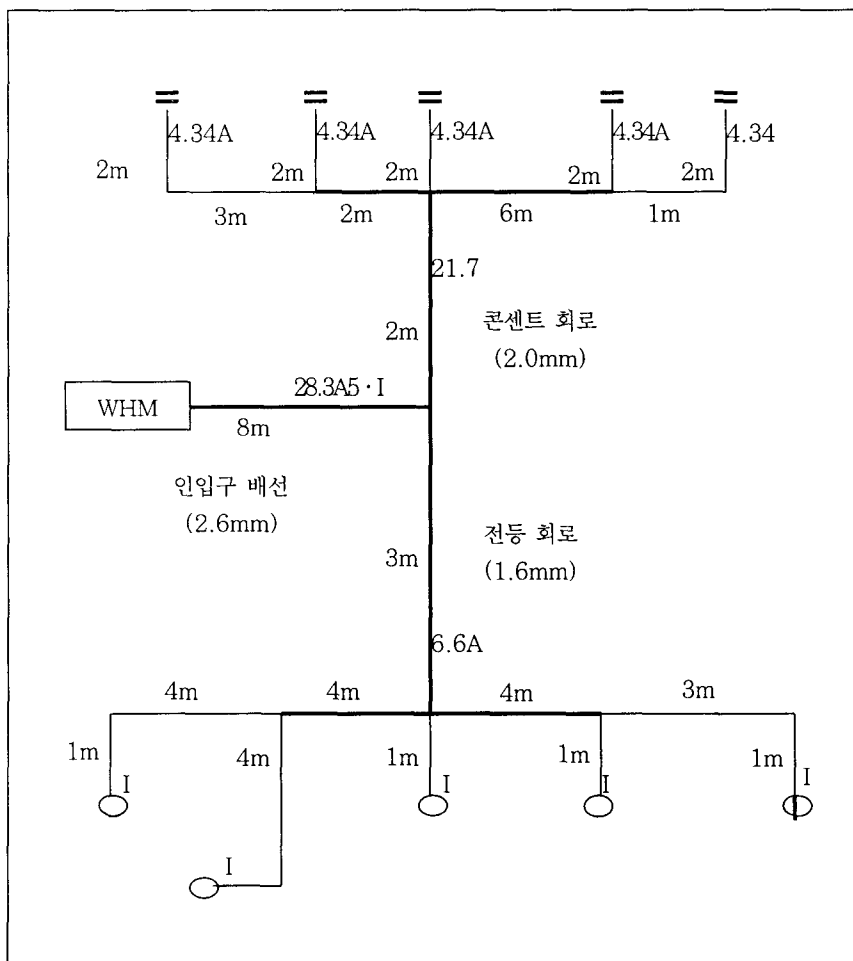 4.34A 4.34A 4.34A 4.34A 4.34
2m 2m 2m 2m 2m
3m 2m 6m 1m
21.7
2m
콘센트 회로
(2.0mm)
28.3A5·I
WHM
8m
인입구 배선
(2.6mm)
전등 회로
(1.6mm)
3m
6.6A
4m 4m 4m 3m
1m 4m 1m 1m 1m
I I I I
I